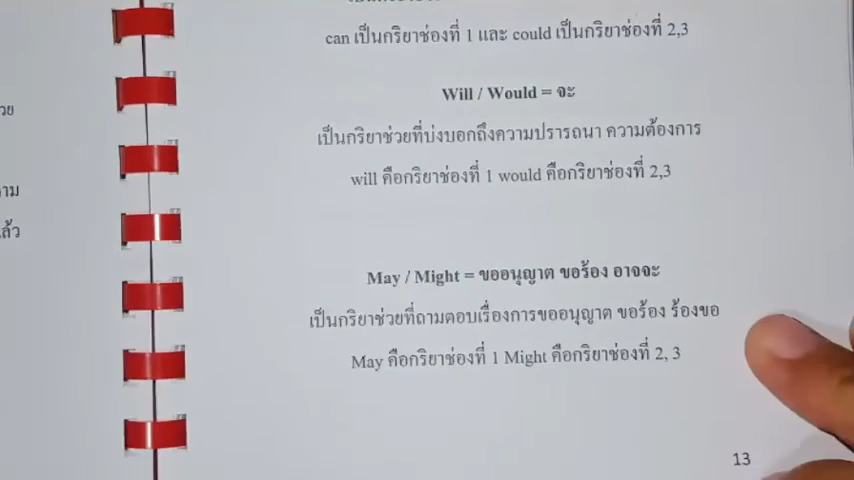 วย
าม
ล้ว
can เป็นกริยาช่องที่ 1 และ could เป็นกริยาช่องที่ 2,3
Will / Would = จะ
เป็นกริยาช่วยที่บ่งบอกถึงความปรารถนา ความต้องการ
will คือกริยาช่องที่ 1 would คือกริยาช่องที่ 2,3
May / Might = ขออนุญาต ขอร้อง อาจจะ
เป็นกริยาช่วยที่ถามตอบเรื่องการขออนุญาต ขอร้อง ร้องขอ
May คือกริยาช่องที่ 1 Might คือกริยาช่องที่ 2, 3
13